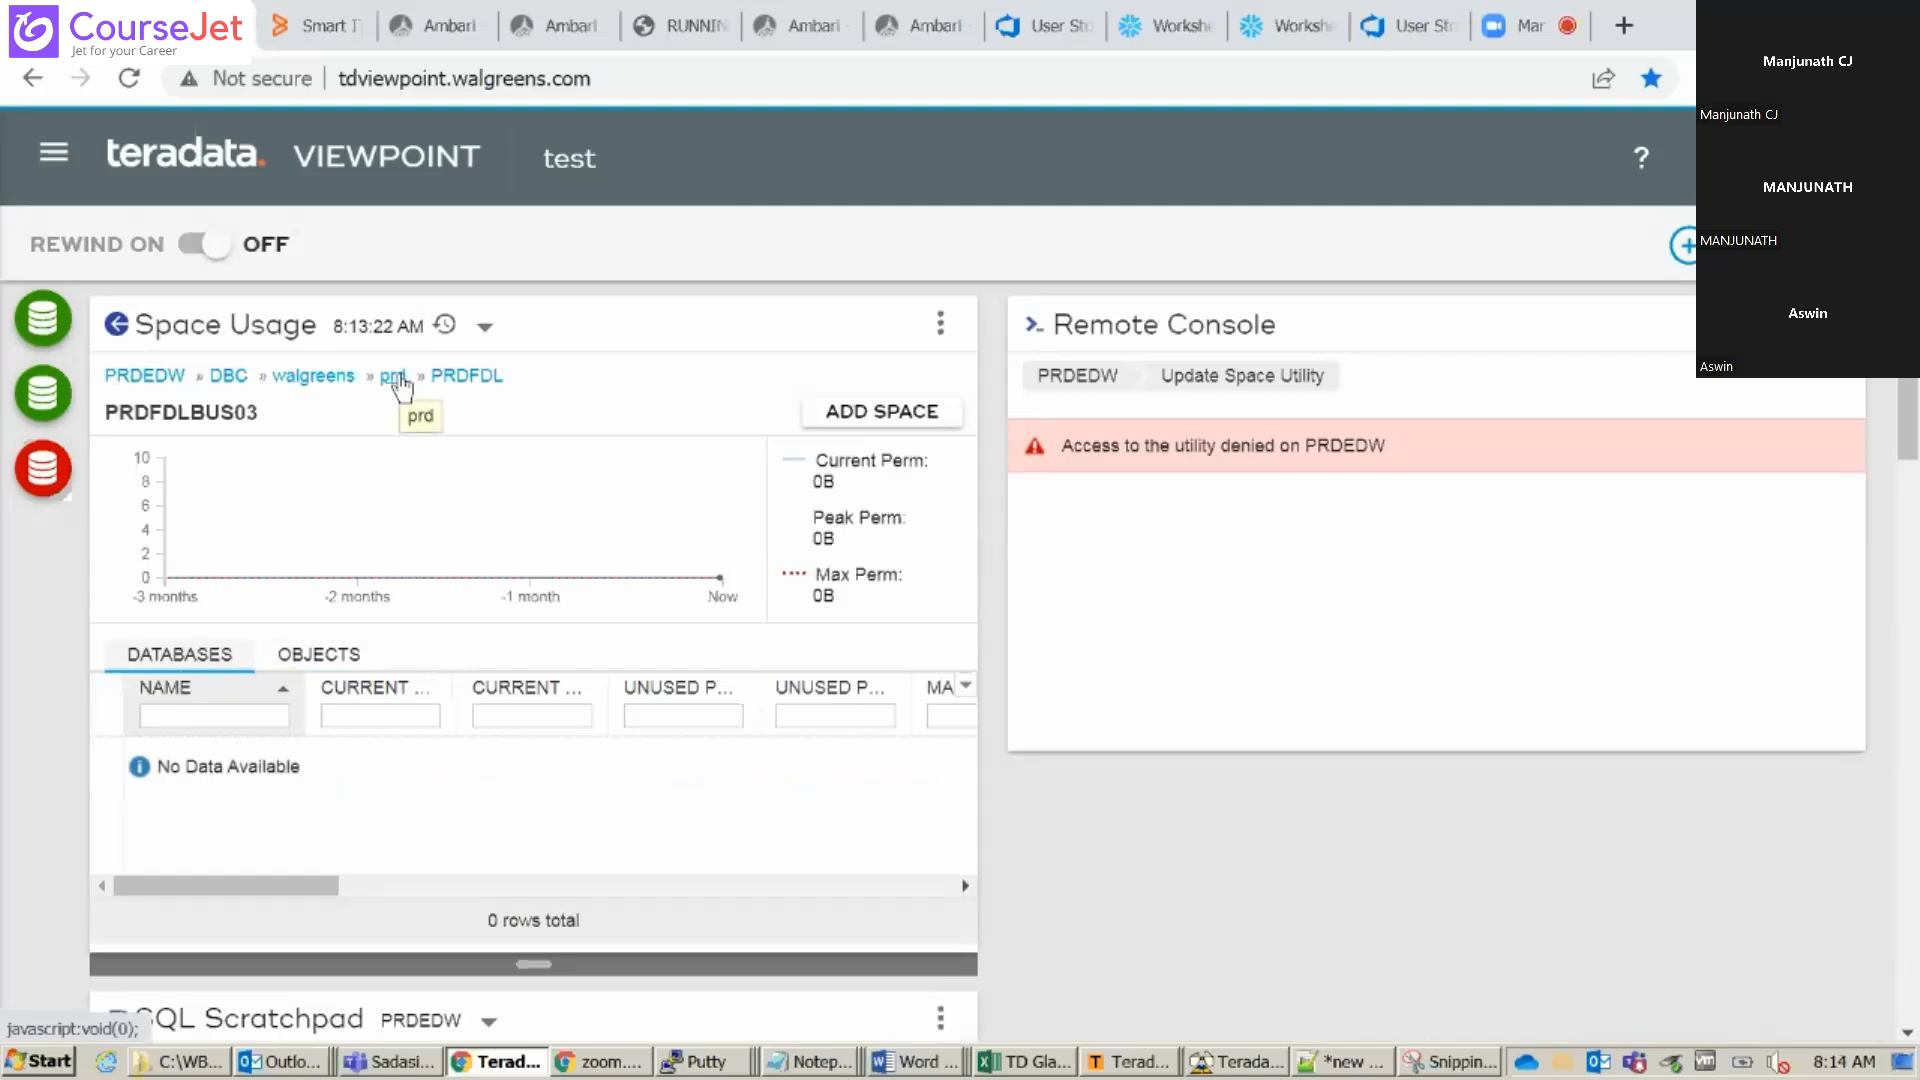 CourseJet
Jet for your Career
Smart I
Ambari
Ambari
RUNNIN
Ambari
Ambari
User Sto
Workshe
Workshe
User Sto
Mar
Not secure
tdviewpoint.walgreens.com
teradata. VIEWPOINT test
?
REWIND ON OFF
Manjunath CJ
Manjunath CJ
MANJUNATH
MANJUNATH
Aswin
Aswin
Space Usage 8:13:22 AM
PRDEDW » DBC » walgreens » prd » PRDFDL
PRDFDLBUS03
prd
ADD SPACE
10
8
6
4
2
0
-3 months -2 months -1 month Now
Current Perm:
0B
Peak Perm:
0B
Max Perm:
0B
DATABASES OBJECTS
NAME CURRENT ... CURRENT ... UNUSED P... UNUSED P... MA
No Data Available
0 rows total
Remote Console
PRDEDW Update Space Utility
Access to the utility denied on PRDEDW
SQL Scratchpad PRDEDW
javascript:void(0);
Start
C:\WB...
Outlo...
Sadasi...
Terad...
zoom....
Putty
Notep...
Word ...
TD Gla...
Terad...
Terada...
*new ...
Snippin...
8:14 AM